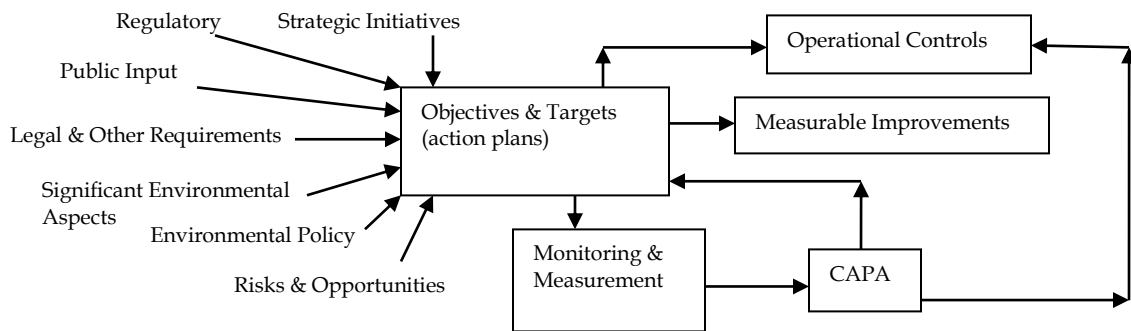 Regulatory
Strategic Initiatives
Operational Controls
Public Input
Objectives & Targets
(action plans)
Measurable Improvements
Legal & Other Requirements
Significant Environmental
Aspects
Environmental Policy
Monitoring &
Measurement
CAPA
Risks & Opportunities